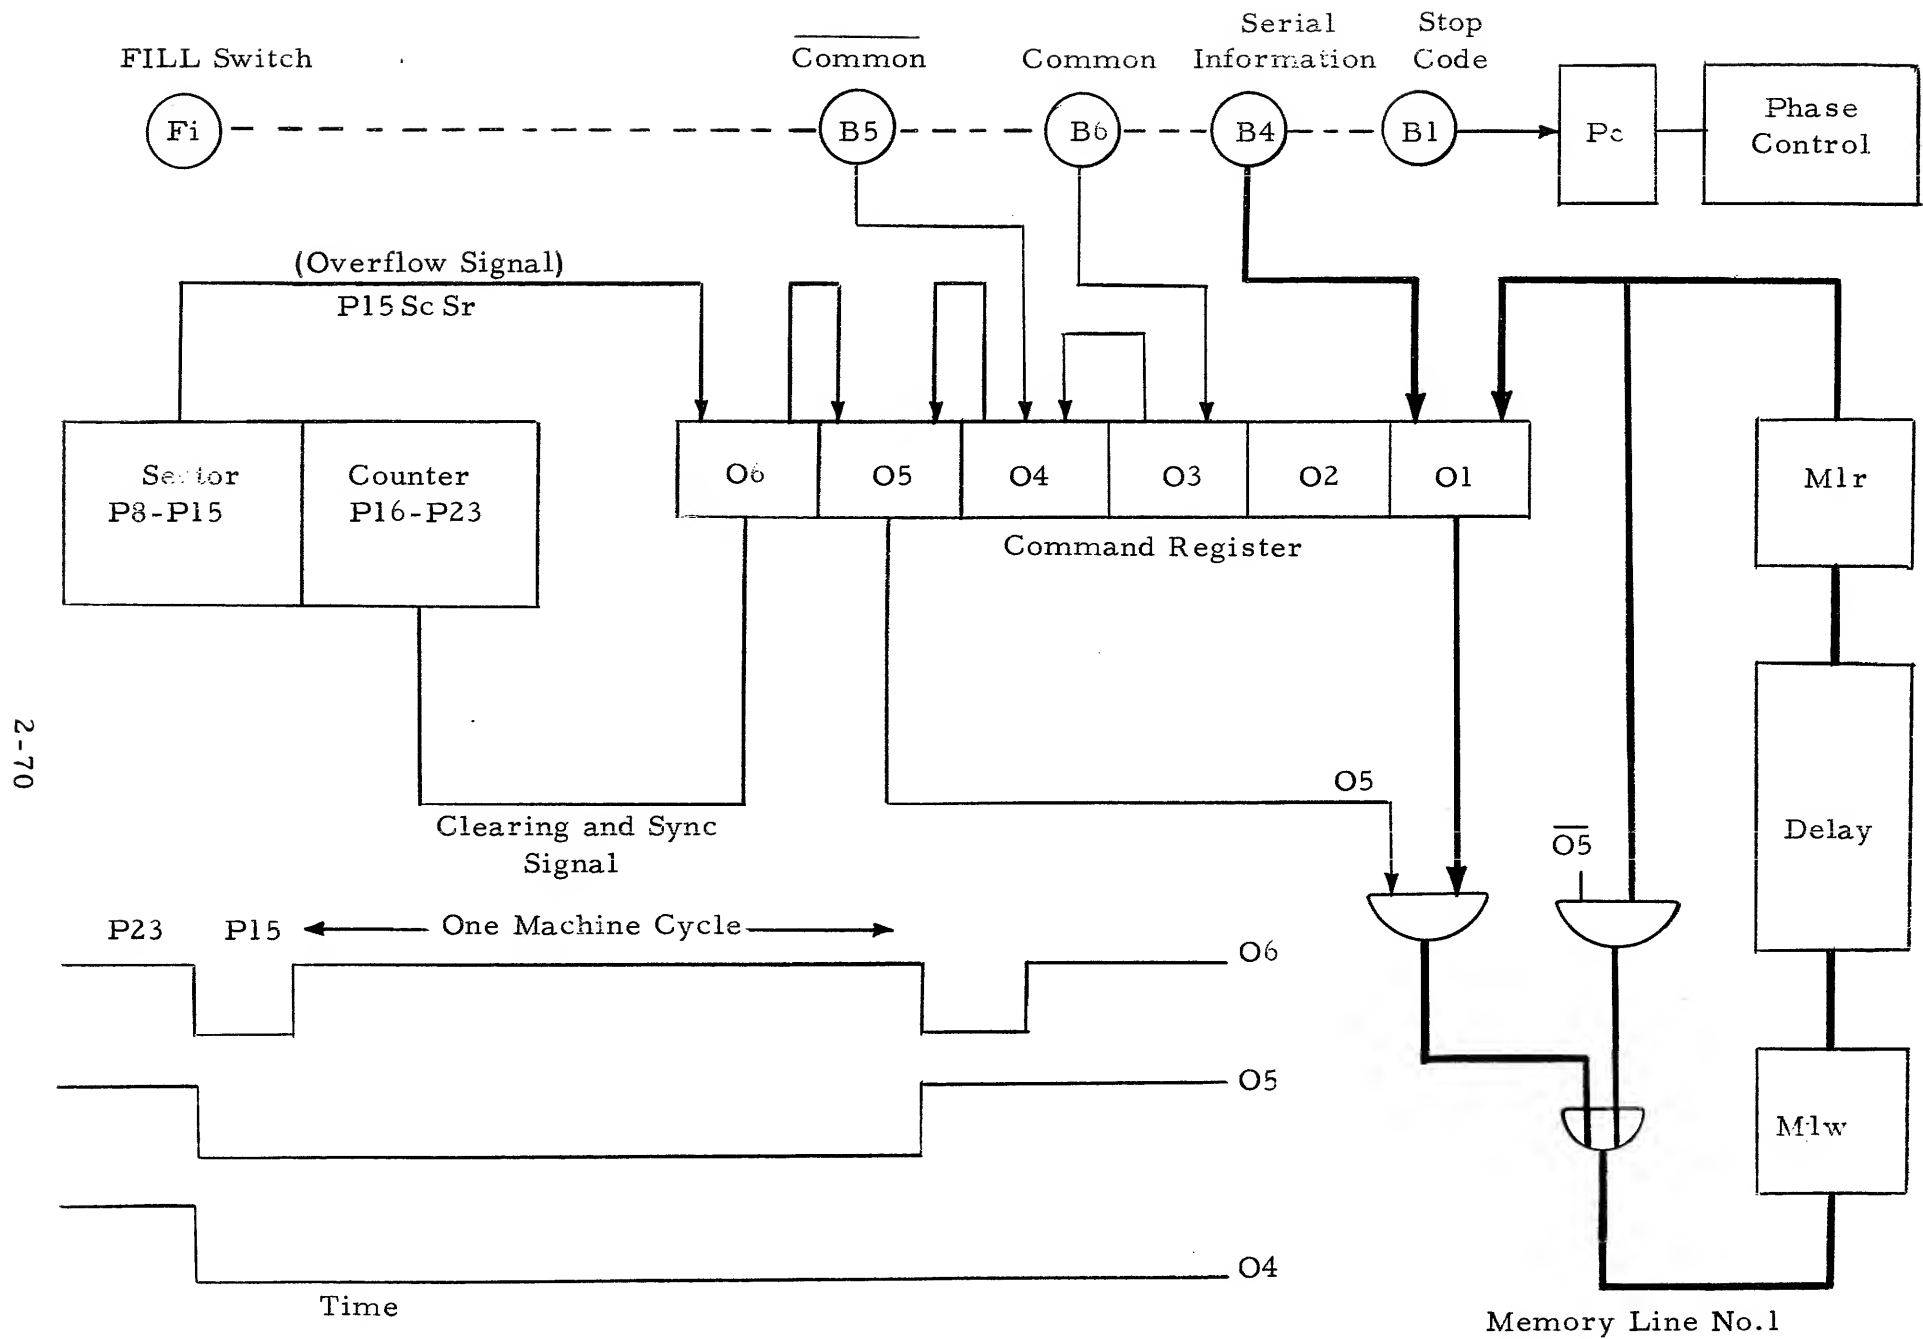 FILL Switch
Common
Common
Serial
Information
Stop
Code
Fi
B5
B6
B4
B1
Pc
Phase
Control
(Overflow Signal)
P15 Sc Sr
Sector
P8-P15
Counter
P16-P23
O6
O5
O4
O3
O2
O1
Command Register
M1r
2-70
Clearing and Sync
Signal
O5
O5
Delay
P23
P15
One Machine Cycle
O6
O5
M1w
O4
Time
Memory Line No.1